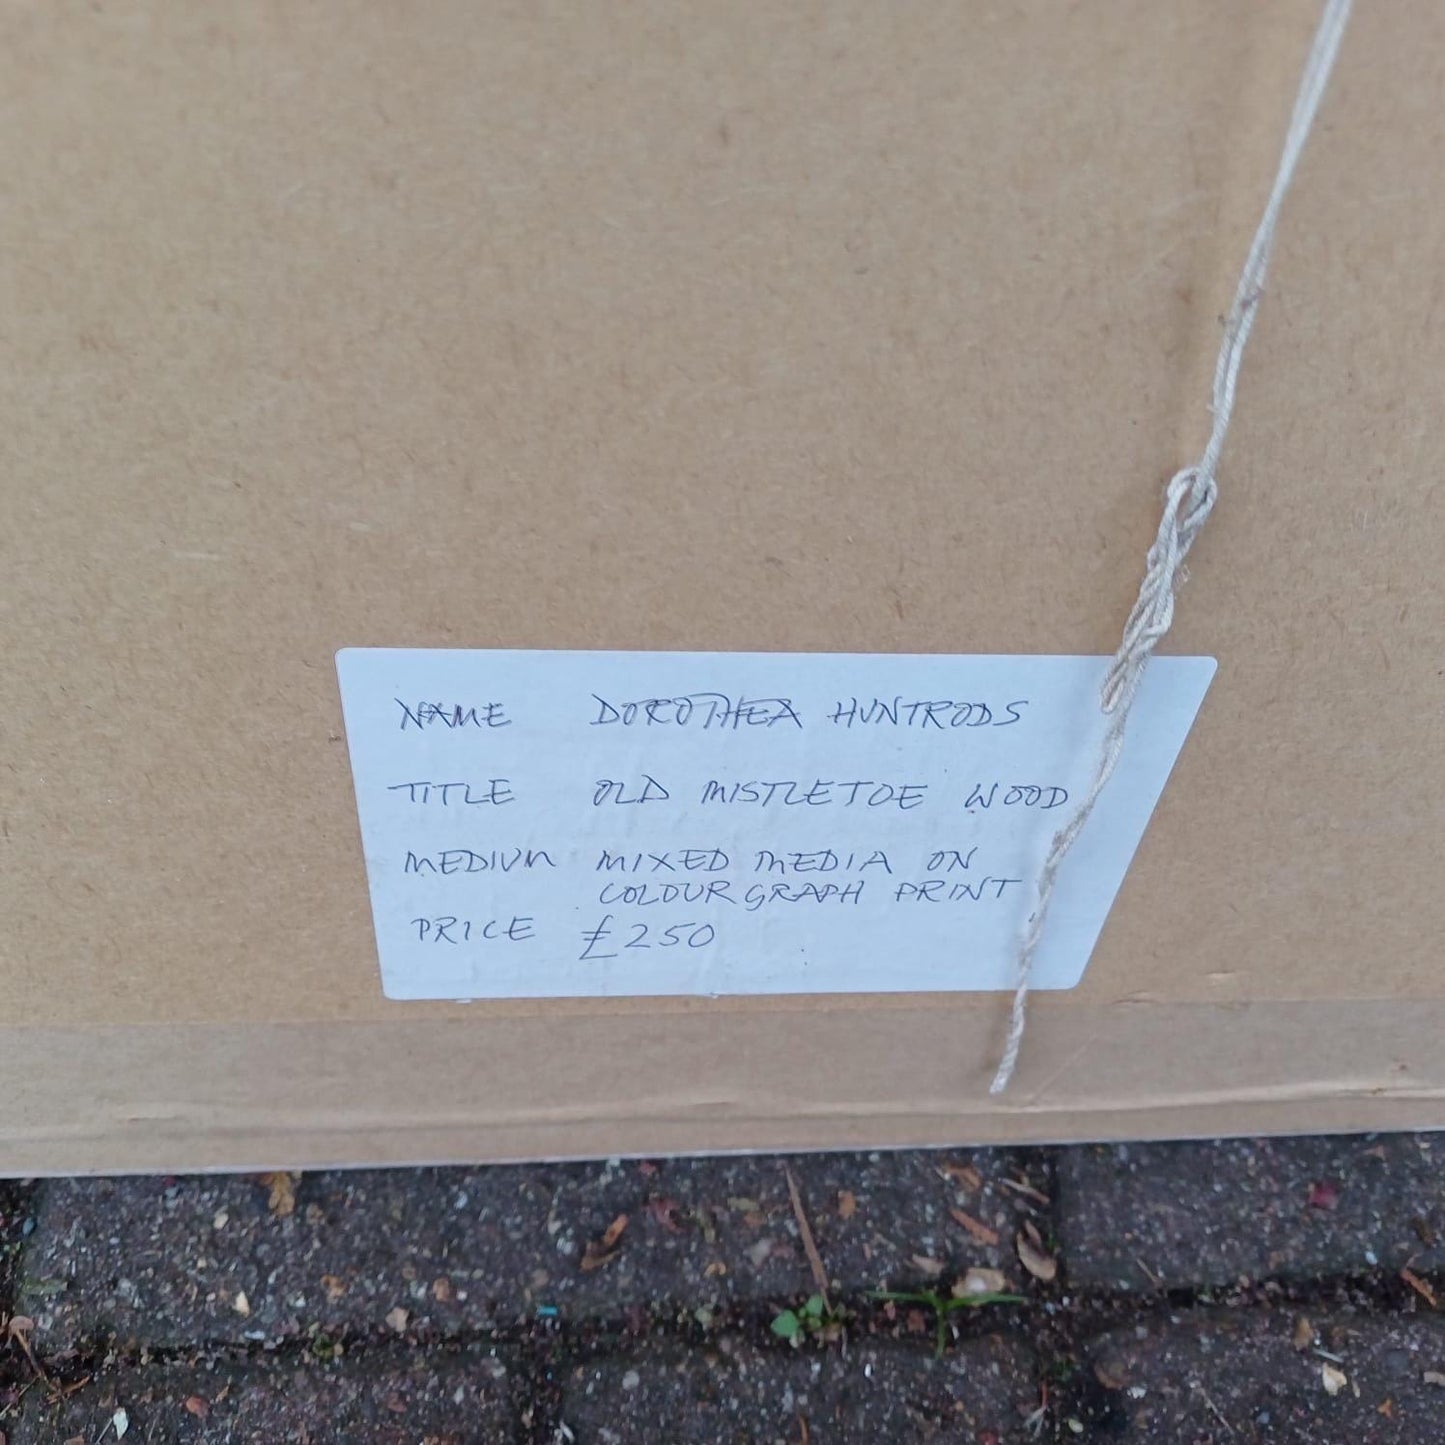 NAME DOROTHEA HUNTRODS
TITLE OLD MISTLETOE WOOD
MEDIUM MIXED MEDIA ON
COLOURGRAPH PRINT
PRICE £250